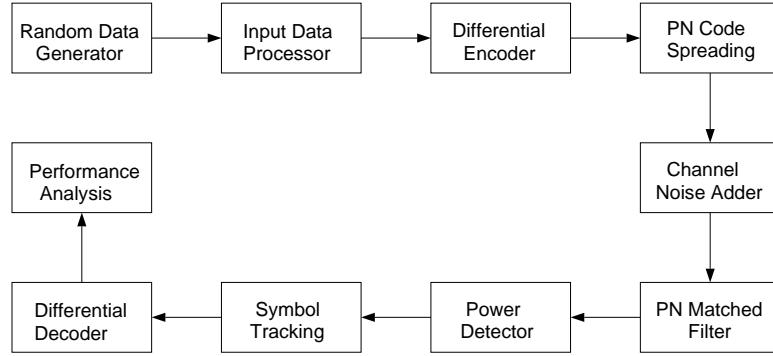 Random Data
Generator
Input Data
Processor
Differential
Encoder
PN Code
Spreading
Channel
Noise Adder
PN Matched
Filter
Power
Detector
Symbol
Tracking
Differential
Decoder
Performance
Analysis